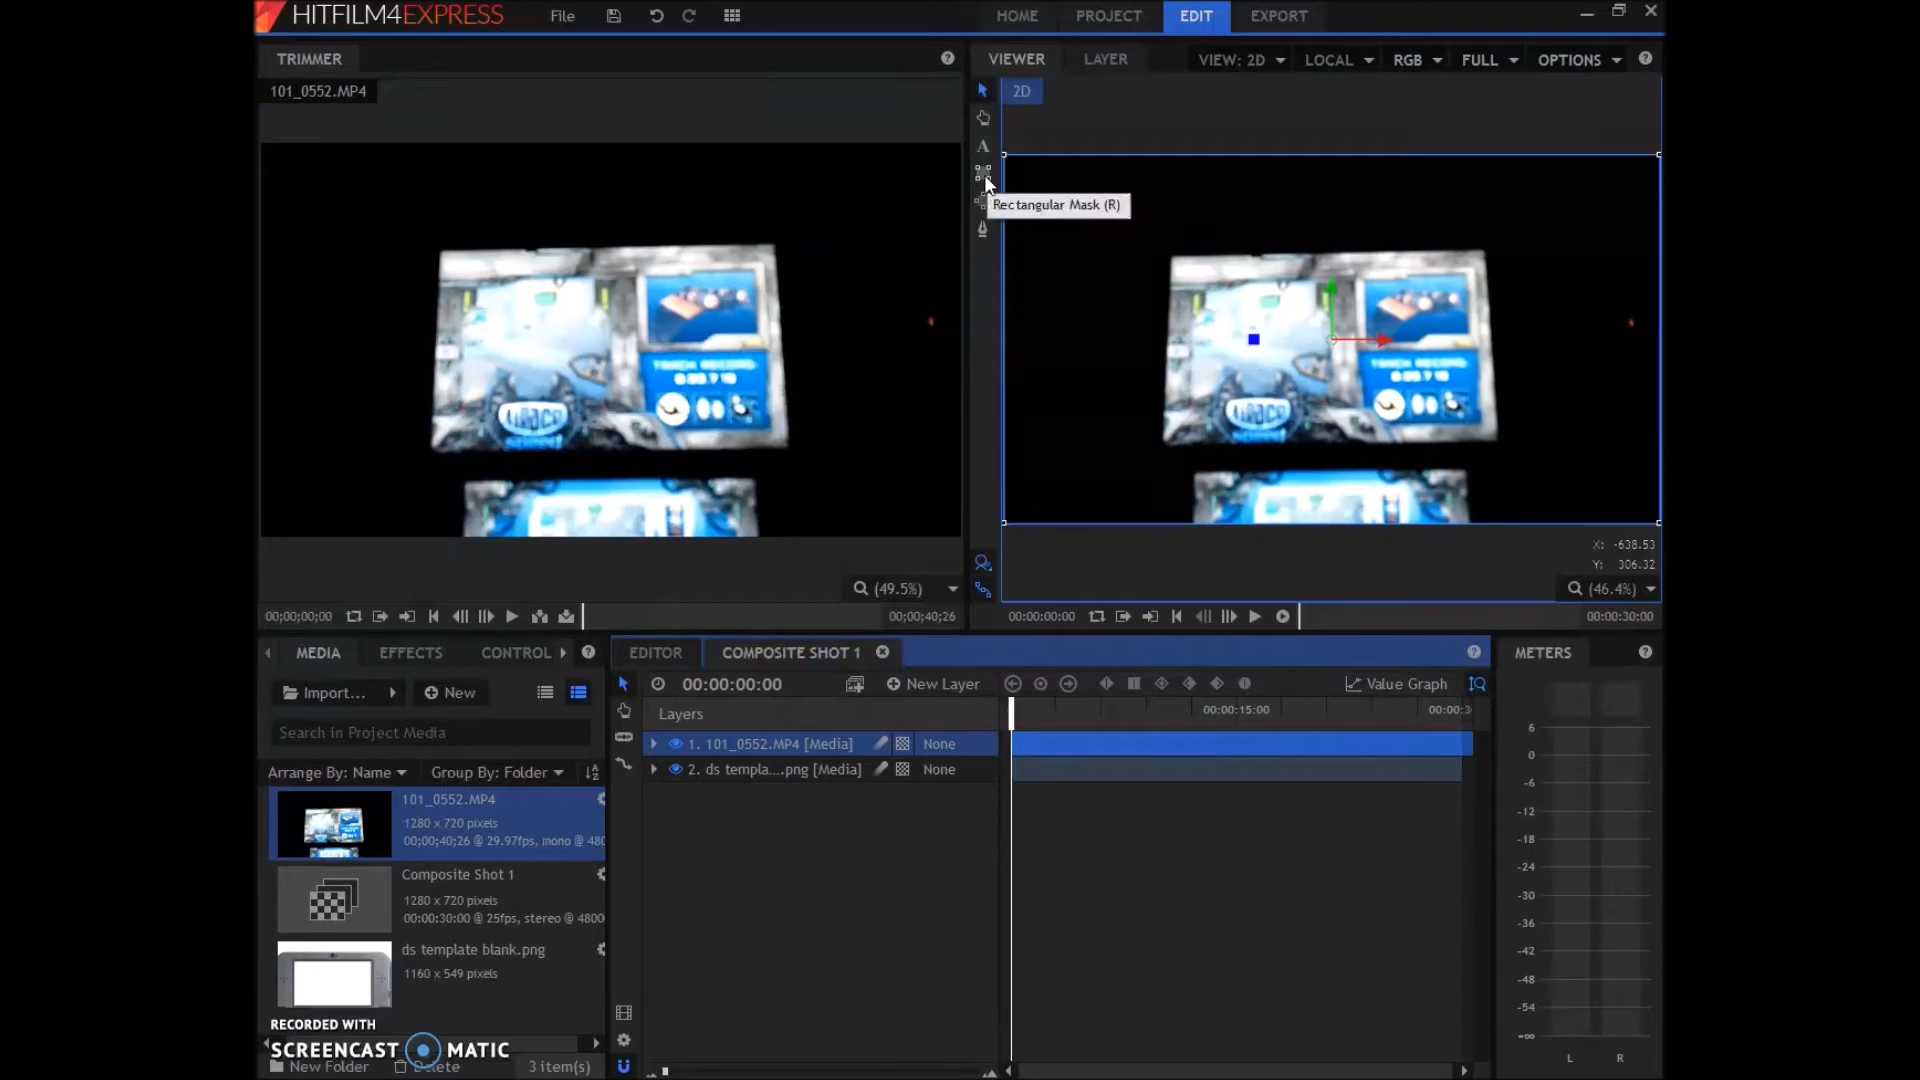 HITFILM4EXPRESS File HOME PROJECT EDIT EXPORT
TRIMMER
101_0552.MP4
VIEWER LAYER VIEW: 2D LOCAL RGB FULL OPTIONS
2D
A
Rectangular Mask (R)
TRACK RECORD:
X: -638.53
Y: 306.32
(49.5%)
(46.4%)
00;00;00;00 00;00;40;26
00:00:00:00 00:00:30:00
MEDIA EFFECTS CONTROL
Import... New
Search in Project Media
Arrange By: Name Group By: Folder
101_0552.MP4
1280 x 720 pixels
00;00;40;26 @ 29.97fps, mono @ 480
Composite Shot 1
1280 x 720 pixels
00:00:30:00 @ 25fps, stereo @ 4800
ds template blank.png
1160 x 549 pixels
RECORDED WITH
SCREENCAST MATIC
New Folder Delete 3 item(s)
EDITOR COMPOSITE SHOT 1
00:00:00:00 New Layer Value Graph
Layers 00:00:15:00 00:00:3
1. 101_0552.MP4 [Media] None
2. ds templa....png [Media] None
METERS
6
0
-6
-12
-18
-24
-30
-36
-42
-48
-54
-∞
L R